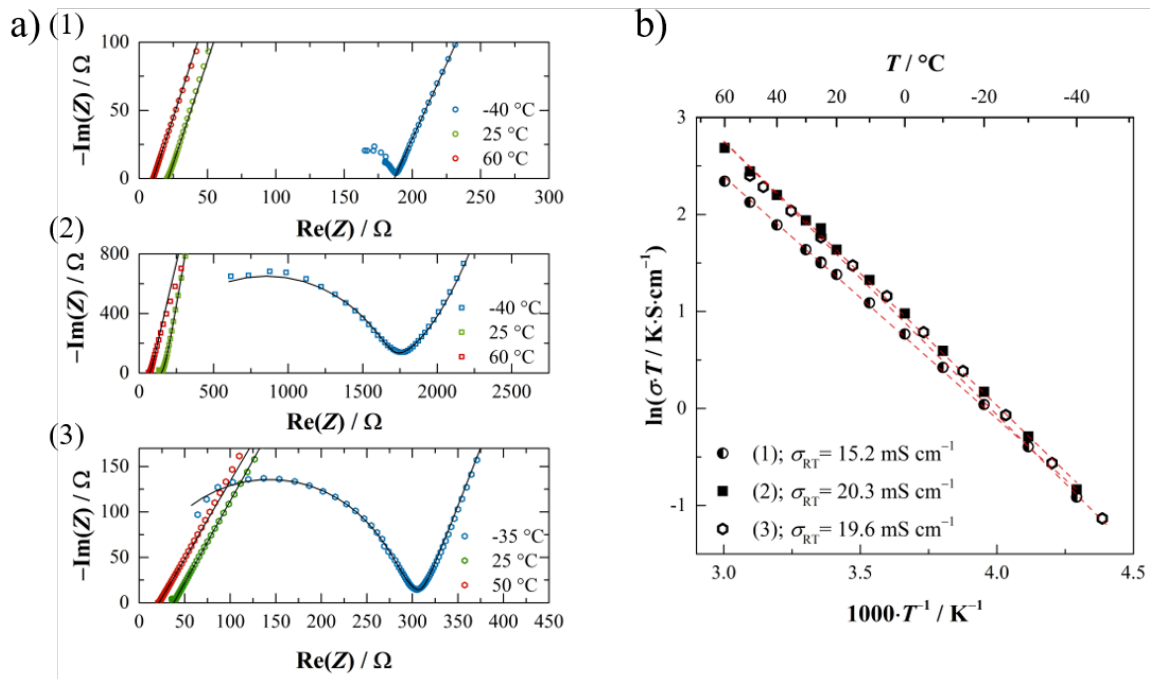 a)
(1)
−Im(Z) / Ω
100
50
0
-40 °C
25 °C
60 °C
0 50 100 150 200 250 300
Re(Z) / Ω
(2)
−Im(Z) / Ω
800
400
0
-40 °C
25 °C
60 °C
0 500 1000 1500 2000 2500
Re(Z) / Ω
(3)
−Im(Z) / Ω
150
100
50
0
-35 °C
25 °C
50 °C
0 50 100 150 200 250 300 350 400 450
Re(Z) / Ω
b)
T / °C
60 40 20 0 -20 -40
ln(σ·T / K·S·cm⁻¹)
3
2
1
0
-1
(1); σRT= 15.2 mS cm⁻¹
(2); σRT= 20.3 mS cm⁻¹
(3); σRT= 19.6 mS cm⁻¹
3.0 3.5 4.0 4.5
1000·T⁻¹ / K⁻¹